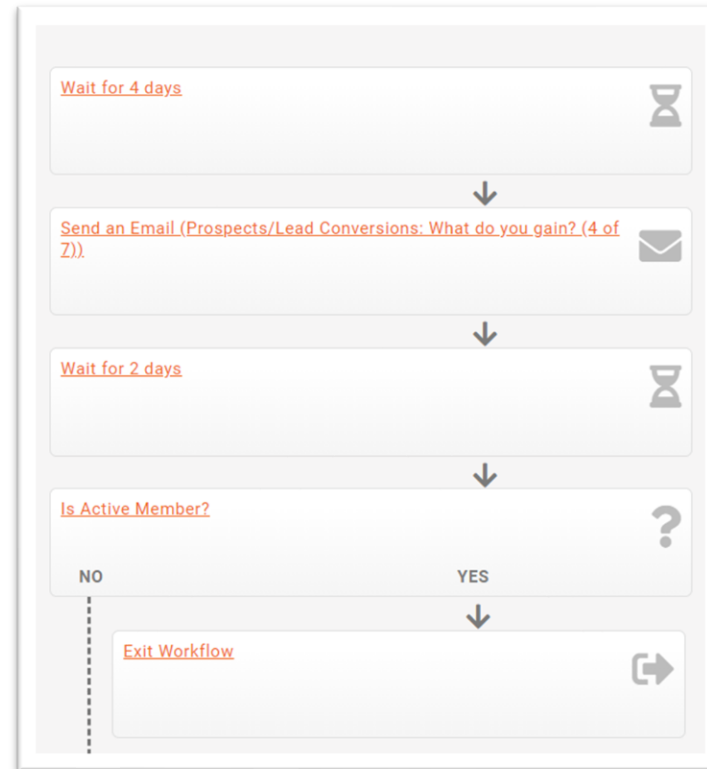 Wait for 4 days
Send an Email (Prospects/Lead Conversions: What do you gain? (4 of
7))
Wait for 2 days
Is Active Member?
NO YES
Exit Workflow